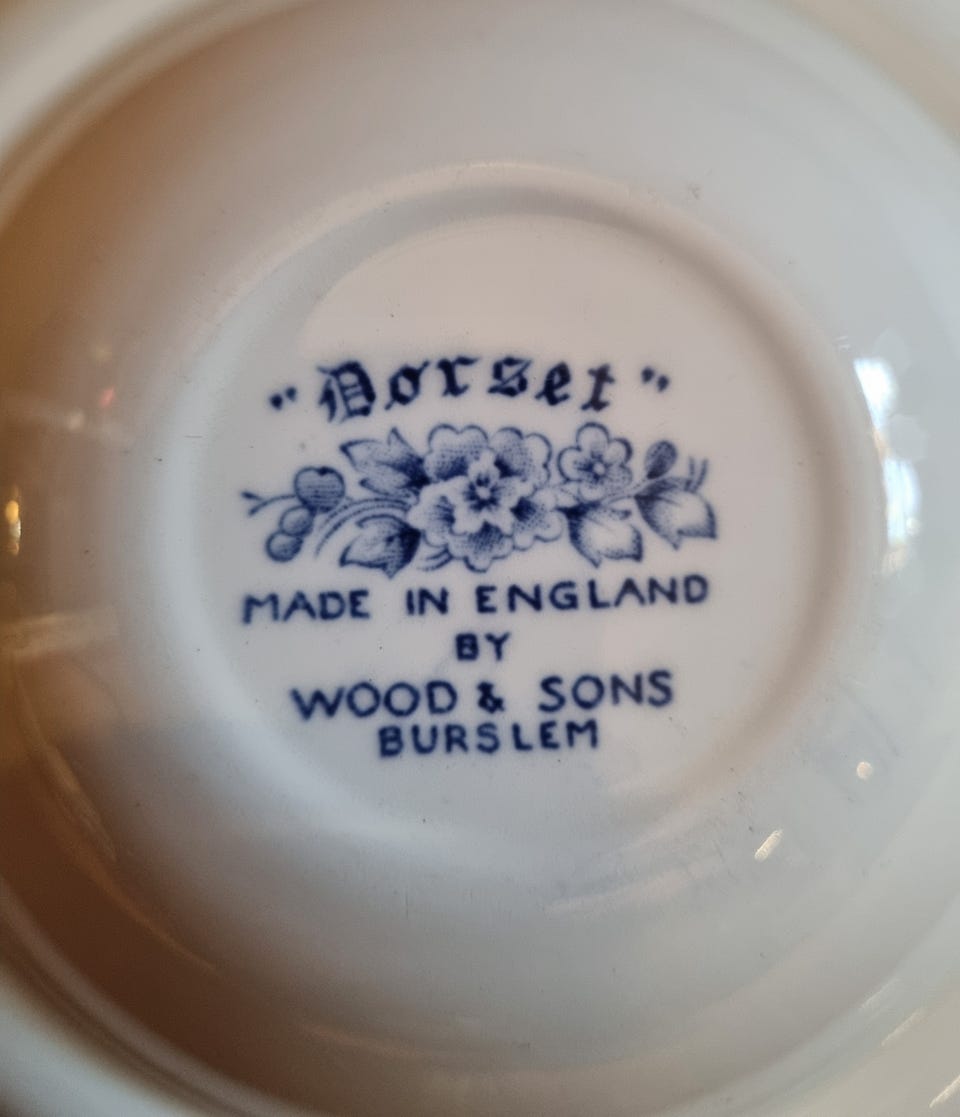 "Dorset"
MADE IN ENGLAND
BY
WOOD & SONS
BURSLEM